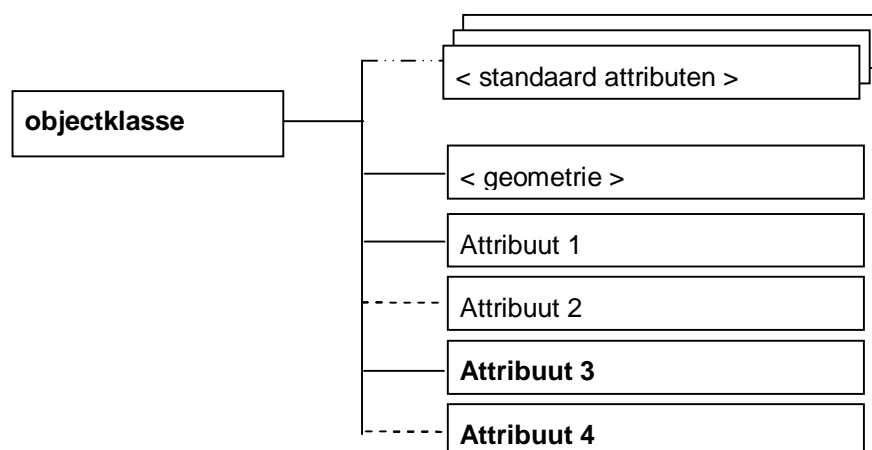 < standaard attributen >
objectklasse
< geometrie >
Attribuut 1
Attribuut 2
Attribuut 3
Attribuut 4